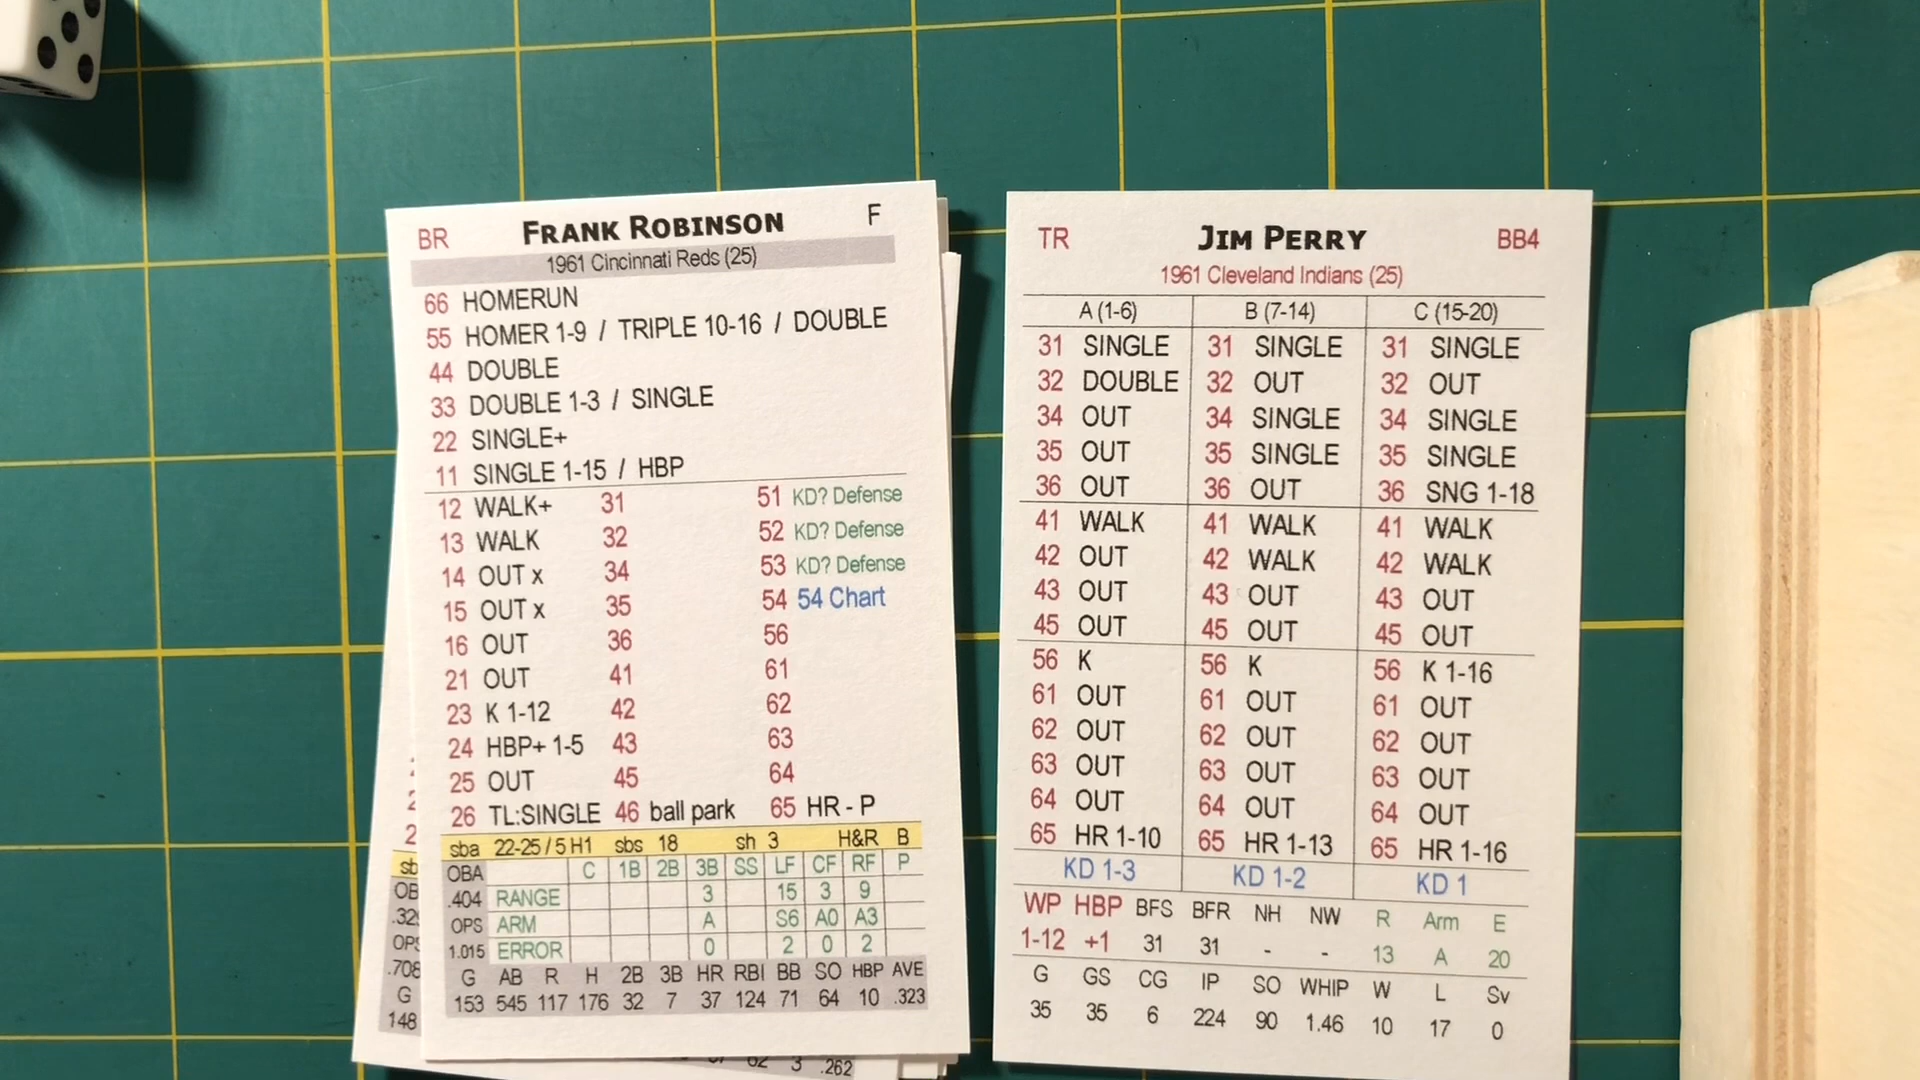 BR FRANK ROBINSON F
1961 Cincinnati Reds (25)
66 HOMERUN
55 HOMER 1-9 / TRIPLE 10-16 / DOUBLE
44 DOUBLE
33 DOUBLE 1-3 / SINGLE
22 SINGLE+
11 SINGLE 1-15 / HBP
12 WALK+ 31 51 KD? Defense
13 WALK 32 52 KD? Defense
14 OUT x 34 53 KD? Defense
15 OUT x 35 54 54 Chart
16 OUT 36 56
21 OUT 41 61
23 K 1-12 42 62
24 HBP+ 1-5 43 63
25 OUT 45 64
26 TL:SINGLE 46 ball park 65 HR - P
sba 22-25 / 5 H1 sbs 18 sh 3 H&R B
OBA C 1B 2B 3B SS LF CF RF P
.404 RANGE 3 15 3 9
OPS ARM A S6 A0 A3
1.015 ERROR 0 2 0 2
G AB R H 2B 3B HR RBI BB SO HBP AVE
153 545 117 176 32 7 37 124 71 64 10 .323
TR JIM PERRY BB4
1961 Cleveland Indians (25)
A (1-6) B (7-14) C (15-20)
31 SINGLE 31 SINGLE 31 SINGLE
32 DOUBLE 32 OUT 32 OUT
34 OUT 34 SINGLE 34 SINGLE
35 OUT 35 SINGLE 35 SINGLE
36 OUT 36 OUT 36 SNG 1-18
41 WALK 41 WALK 41 WALK
42 OUT 42 WALK 42 WALK
43 OUT 43 OUT 43 OUT
45 OUT 45 OUT 45 OUT
56 K 56 K 56 K 1-16
61 OUT 61 OUT 61 OUT
62 OUT 62 OUT 62 OUT
63 OUT 63 OUT 63 OUT
64 OUT 64 OUT 64 OUT
65 HR 1-10 65 HR 1-13 65 HR 1-16
KD 1-3 KD 1-2 KD 1
WP HBP BFS BFR NH NW R Arm E
1-12 +1 31 31 - - 13 A 20
G GS CG IP SO WHIP W L Sv
35 35 6 224 90 1.46 10 17 0
.708
G
148
3 .262